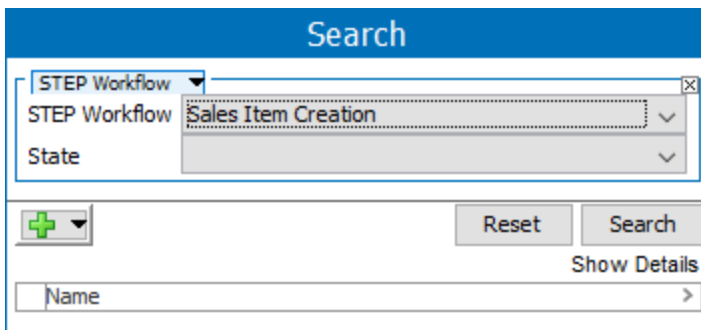 Search
STEP Workflow
STEP Workflow Sales Item Creation
State
Reset Search
Show Details
Name